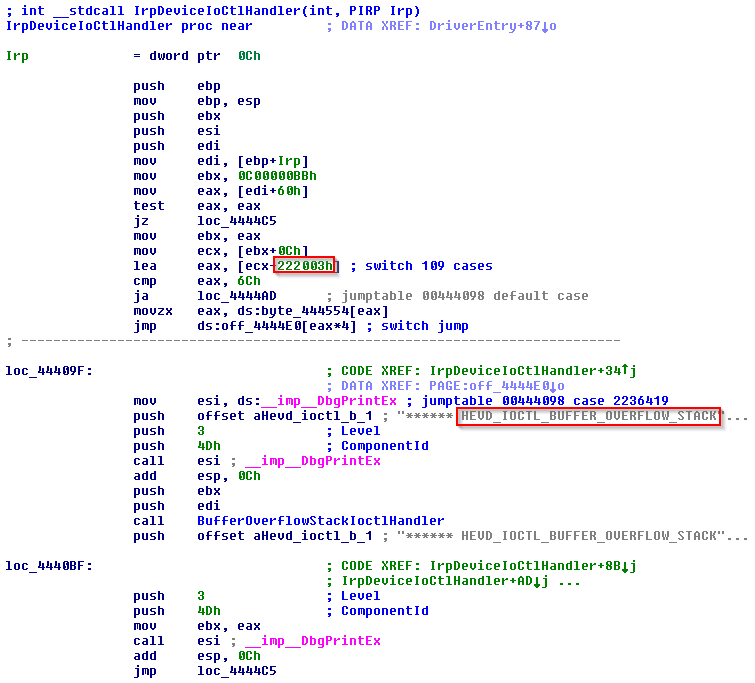 ; int __stdcall IrpDeviceIoCtlHandler(int, PIRP Irp)
IrpDeviceIoCtlHandler proc near ; DATA XREF: DriverEntry+87↓o
Irp = dword ptr 0Ch
push ebp
mov ebp, esp
push ebx
push esi
push edi
mov edi, [ebp+Irp]
mov ebx, 0C00000BBh
mov eax, [edi+60h]
test eax, eax
jz loc_4444C5
mov ebx, eax
mov ecx, [ebx+0Ch]
lea eax, [ecx-222003h] ; switch 109 cases
cmp eax, 6Ch
ja loc_4444AD ; jumptable 00444098 default case
movzx eax, ds:byte_444554[eax]
jmp ds:off_4444E0[eax*4] ; switch jump
; ---------------------------------------------------------------------------
loc_44409F: ; CODE XREF: IrpDeviceIoCtlHandler+34↑j
; DATA XREF: PAGE:off_4444E0↓o
mov esi, ds:__imp__DbgPrintEx ; jumptable 00444098 case 2236419
push offset aHevd_ioctl_b_1 ; "****** HEVD_IOCTL_BUFFER_OVERFLOW_STACK"...
push 3 ; Level
push 4Dh ; ComponentId
call esi ; __imp__DbgPrintEx
add esp, 0Ch
push ebx
push edi
call BufferOverflowStackIoctlHandler
push offset aHevd_ioctl_b_1 ; "****** HEVD_IOCTL_BUFFER_OVERFLOW_STACK"...
loc_4440BF: ; CODE XREF: IrpDeviceIoCtlHandler+8B↓j
; IrpDeviceIoCtlHandler+AD↓j ...
push 3 ; Level
push 4Dh ; ComponentId
mov ebx, eax
call esi ; __imp__DbgPrintEx
add esp, 0Ch
jmp loc_4444C5